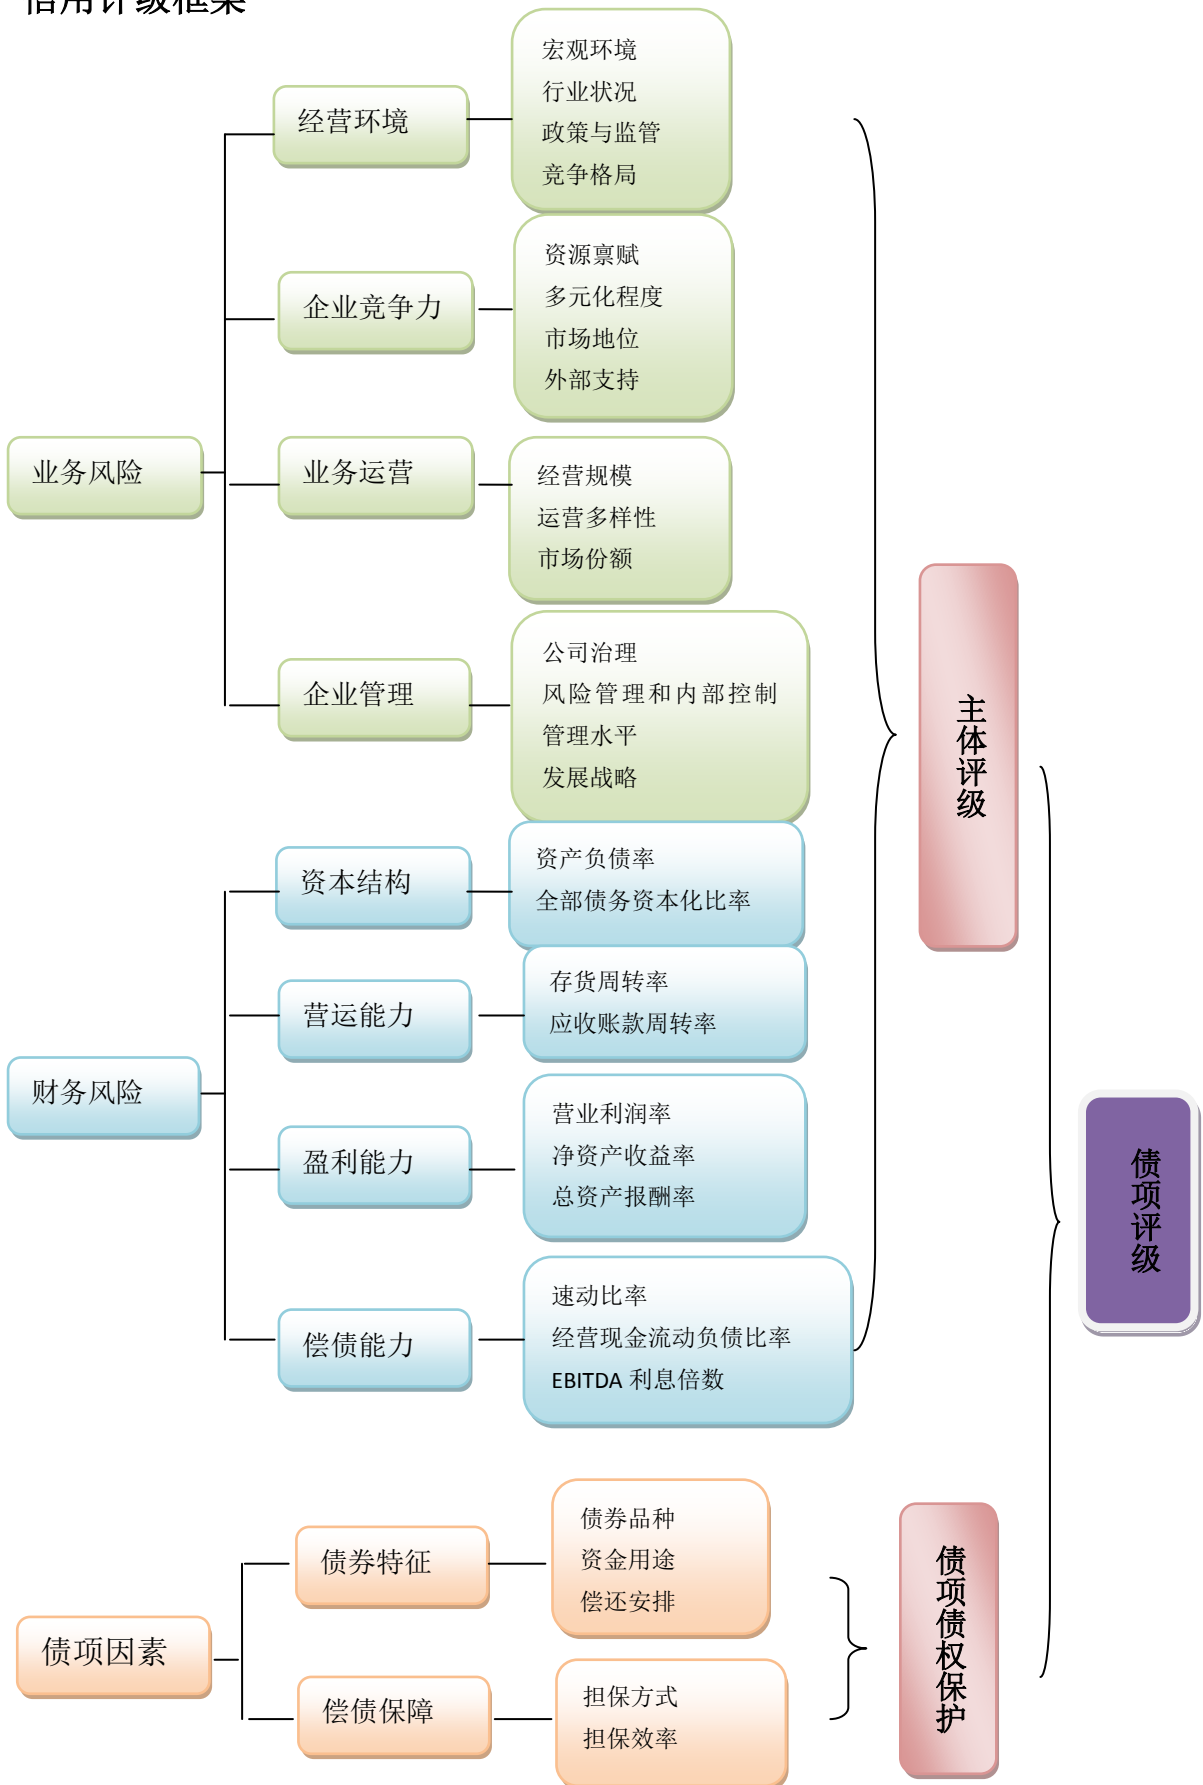 信用评级框架
经营环境
宏观环境
行业状况
政策与监管
竞争格局
企业竞争力
资源禀赋
多元化程度
市场地位
外部支持
业务风险
业务运营
经营规模
运营多样性
市场份额
企业管理
公司治理
风险管理和内部控制
管理水平
发展战略
主体评级
资本结构
资产负债率
全部债务资本化比率
营运能力
存货周转率
应收账款周转率
财务风险
盈利能力
营业利润率
净资产收益率
总资产报酬率
偿债能力
速动比率
经营现金流动负债比率
EBITDA 利息倍数
债项评级
债项因素
债券特征
债券品种
资金用途
偿还安排
偿债保障
担保方式
担保效率
债项债权保护